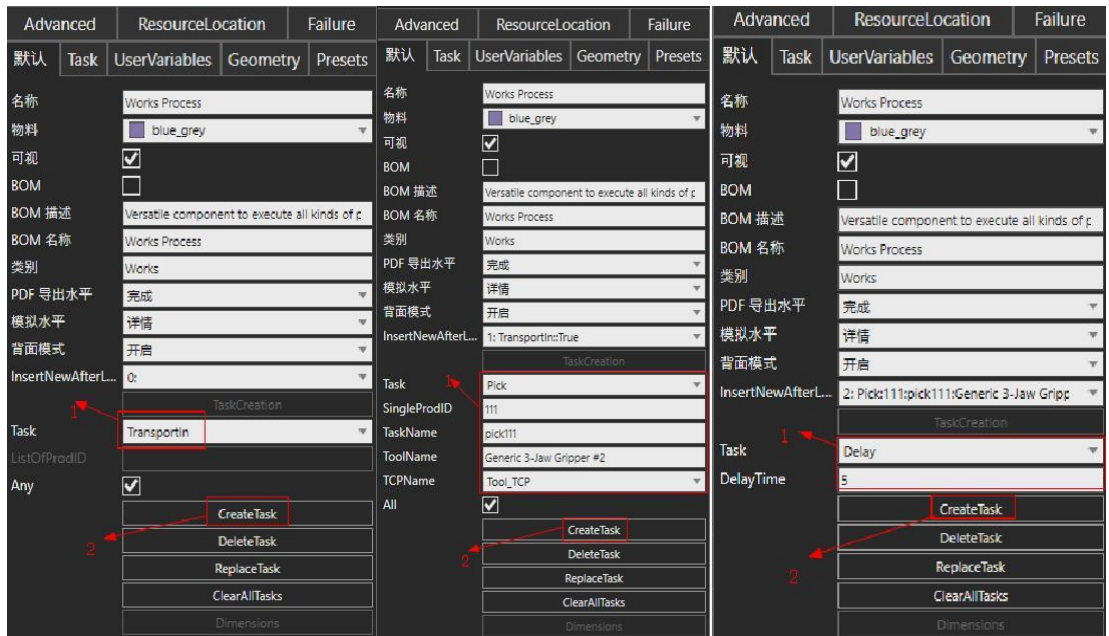 Advanced ResourceLocation Failure
默认 Task UserVariables Geometry Presets
名称 Works Process
物料 blue_grey
可视
BOM
BOM 描述 Versatile component to execute all kinds of p
BOM 名称 Works Process
类别 Works
PDF 导出水平 完成
模拟水平 详情
背面模式 开启
InsertNewAfterL... 0:
TaskCreation
1
Task TransportIn
ListOfProdID
Any
CreateTask
2
DeleteTask
ReplaceTask
ClearAllTasks
Dimensions
Advanced ResourceLocation Failure
默认 Task UserVariables Geometry Presets
名称 Works Process
物料 blue_grey
可视
BOM
BOM 描述 Versatile component to execute all kinds of p
BOM 名称 Works Process
类别 Works
PDF 导出水平 完成
模拟水平 详情
背面模式 开启
InsertNewAfterL... 1: TransportIn::True
TaskCreation
1
Task Pick
SingleProdID 111
TaskName pick111
ToolName Generic 3-Jaw Gripper #2
TCPName Tool_TCP
All
CreateTask
2
DeleteTask
ReplaceTask
ClearAllTasks
Dimensions
Advanced ResourceLocation Failure
默认 Task UserVariables Geometry Presets
名称 Works Process
物料 blue_grey
可视
BOM
BOM 描述 Versatile component to execute all kinds of p
BOM 名称 Works Process
类别 Works
PDF 导出水平 完成
模拟水平 详情
背面模式 开启
InsertNewAfterL... 2: Pick:111:pick111:Generic 3-Jaw Gripp
TaskCreation
1
Task Delay
DelayTime 5
CreateTask
DeleteTask
2
ReplaceTask
ClearAllTasks
Dimensions